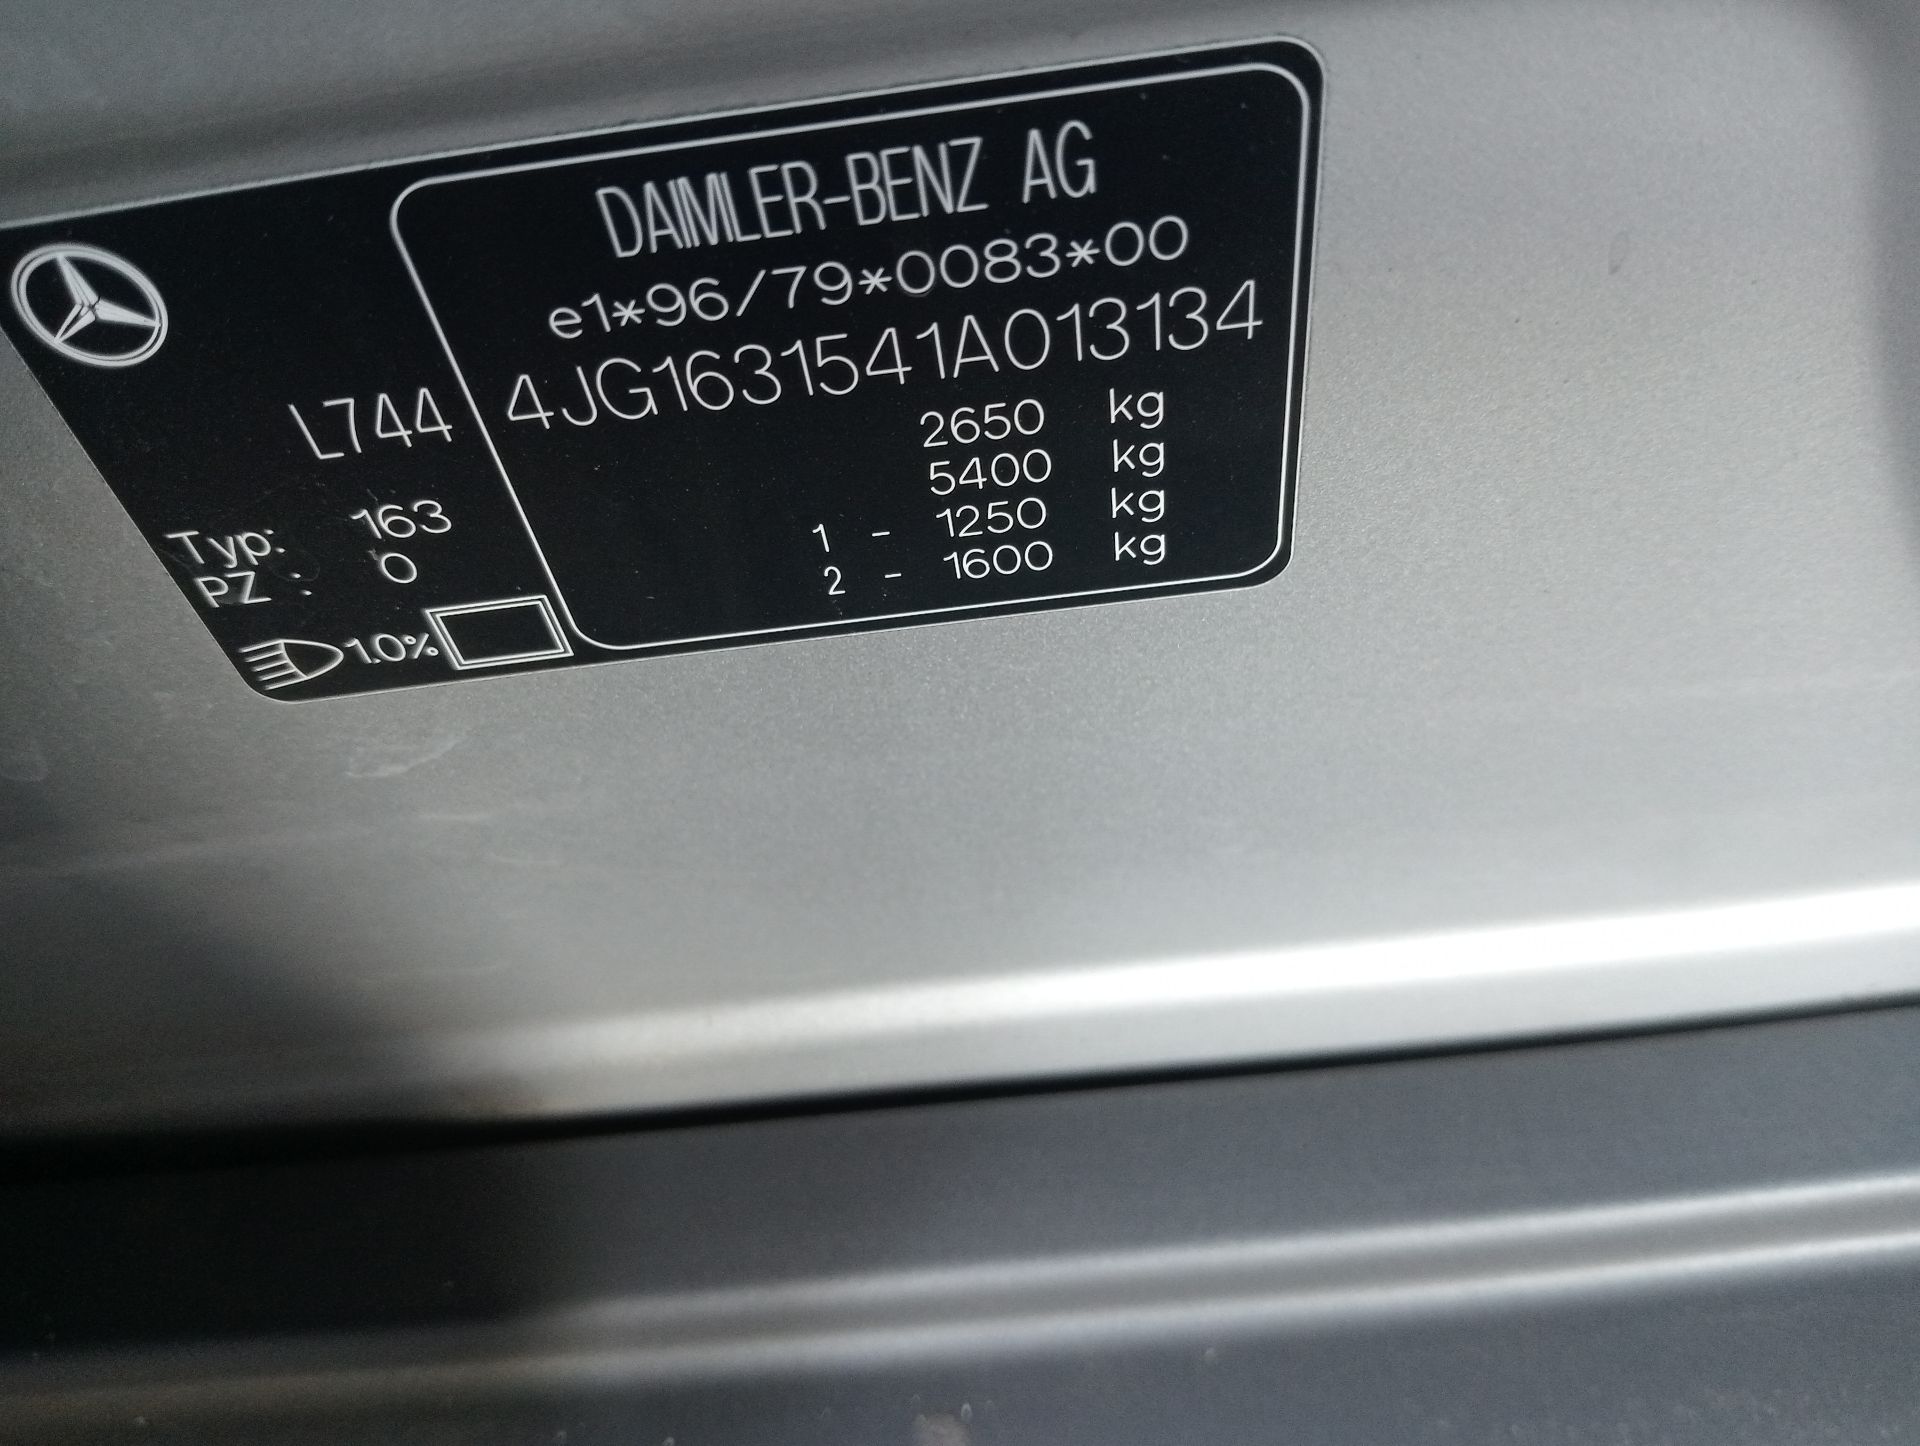 DAIMLER-BENZ AG
e1*96/79*0083*00
L744 4JG1631541A013134
2650 kg
5400 kg
1 - 1250 kg
2 - 1600 kg
Typ: 163
PZ : 0
1.0%